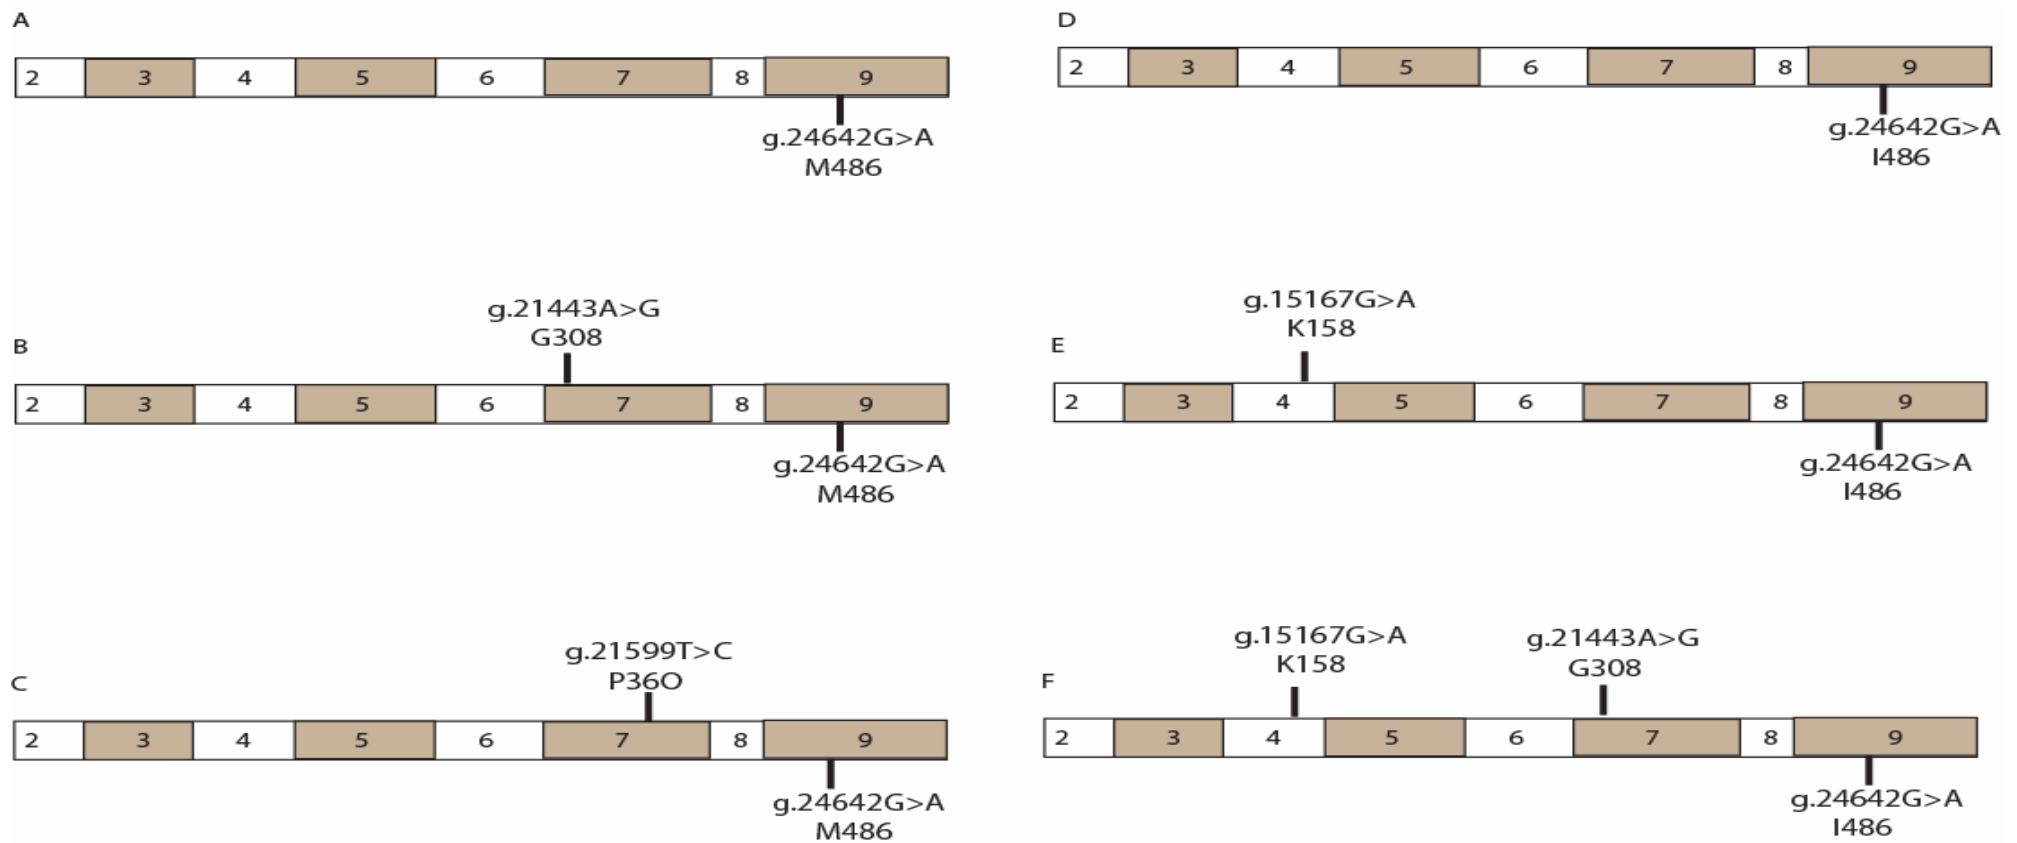 A
2 3 4 5 6 7 8 9
g.24642G>A
M486
B
g.21443A>G
G308
2 3 4 5 6 7 8 9
g.24642G>A
M486
C
g.21599T>C
P36O
2 3 4 5 6 7 8 9
g.24642G>A
M486
D
2 3 4 5 6 7 8 9
g.24642G>A
I486
E
g.15167G>A
K158
2 3 4 5 6 7 8 9
g.24642G>A
I486
F
g.15167G>A
K158
g.21443A>G
G308
2 3 4 5 6 7 8 9
g.24642G>A
I486